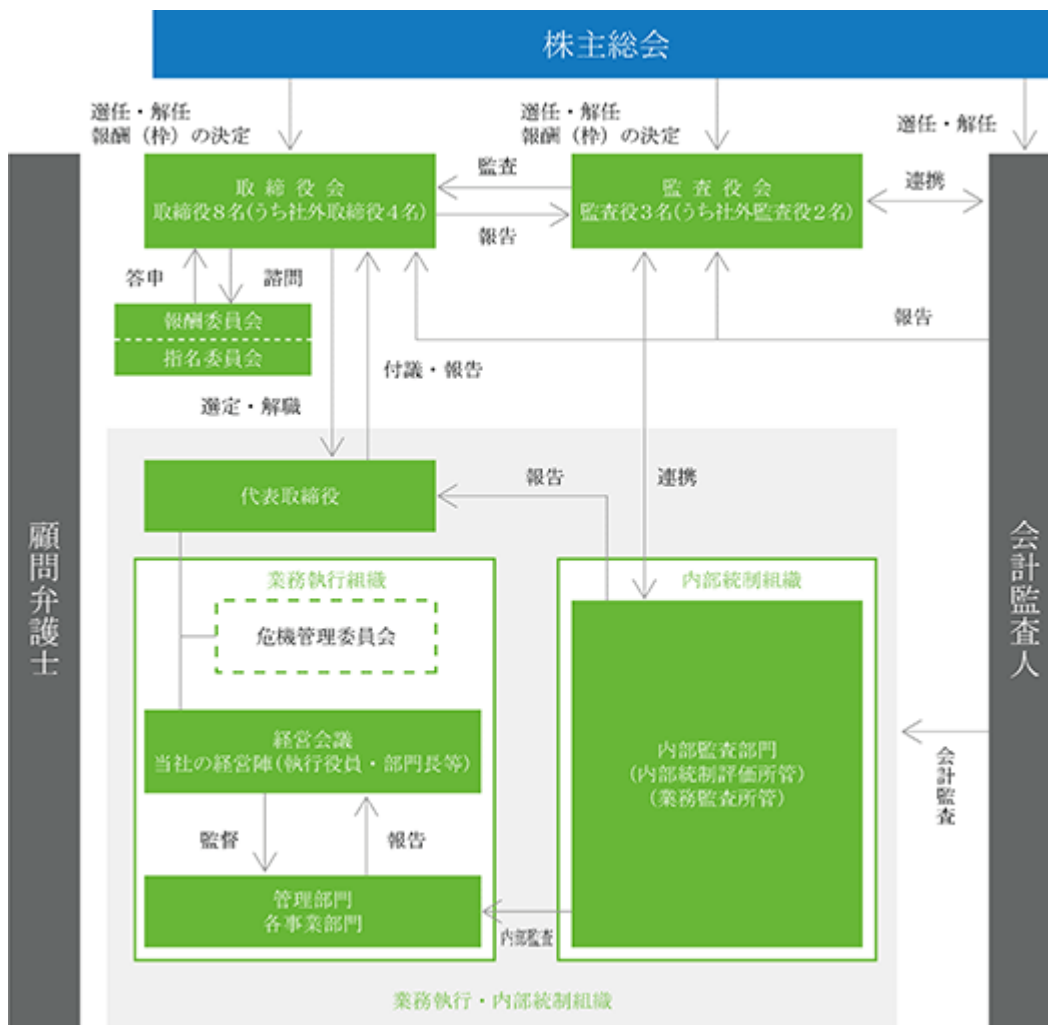 株主総会
選任・解任
報酬（枠）の決定
選任・解任
報酬（枠）の決定
選任・解任
取締役会
取締役8名(うち社外取締役4名)
監査
報告
監査役会
監査役3名(うち社外監査役2名)
連携
答申
諮問
報酬委員会
指名委員会
付議・報告
報告
選定・解職
代表取締役
報告
連携
顧問弁護士
会計監査人
業務執行組織
危機管理委員会
経営会議
当社の経営陣(執行役員・部門長等)
監督
報告
管理部門
各事業部門
内部統制組織
内部監査部門
(内部統制評価所管)
(業務監査所管)
内部監査
会計監査
業務執行・内部統制組織